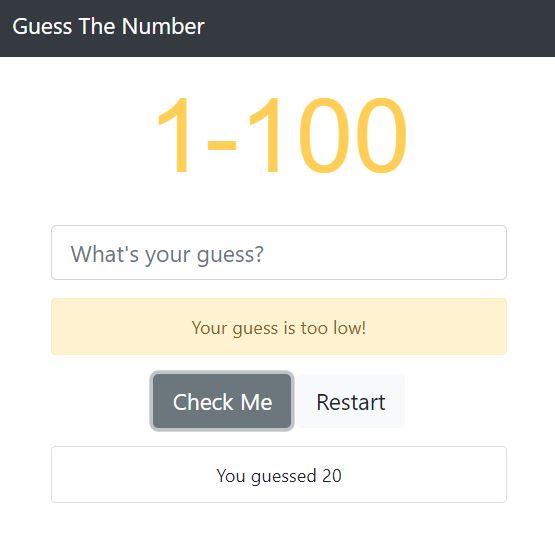 Guess The Number
1-100
What's your guess?
Your guess is too low!
Check Me Restart
You guessed 20